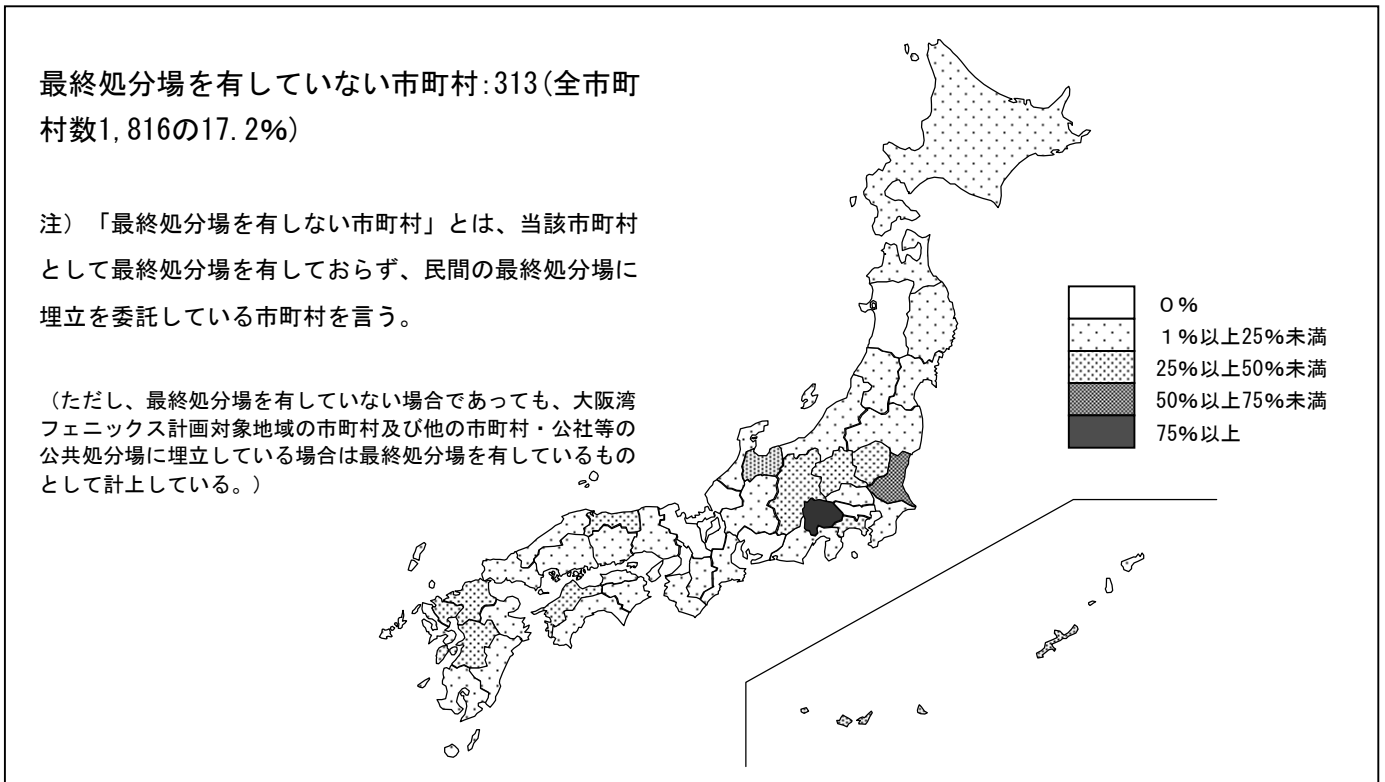 最終処分場を有していない市町村:313(全市町
村数1,816の17.2%)
注）「最終処分場を有しない市町村」とは、当該市町村
として最終処分場を有しておらず、民間の最終処分場に
埋立を委託している市町村を言う。
（ただし、最終処分場を有していない場合であっても、大阪湾
フェニックス計画対象地域の市町村及び他の市町村・公社等の
公共処分場に埋立している場合は最終処分場を有しているもの
として計上している。）
０％
１％以上25％未満
25％以上50％未満
50％以上75％未満
75％以上